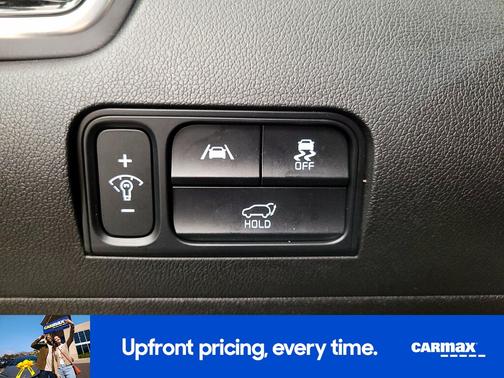 +
OFF
−
HOLD
Upfront pricing, every time.
CARMAX